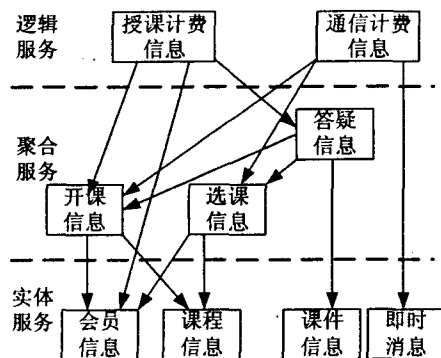 逻辑
服务
授课计费
信息
通信计费
信息
聚合
服务
答疑
信息
开课
信息
选课
信息
实体
服务
会员
信息
课程
信息
课件
信息
即时
消息